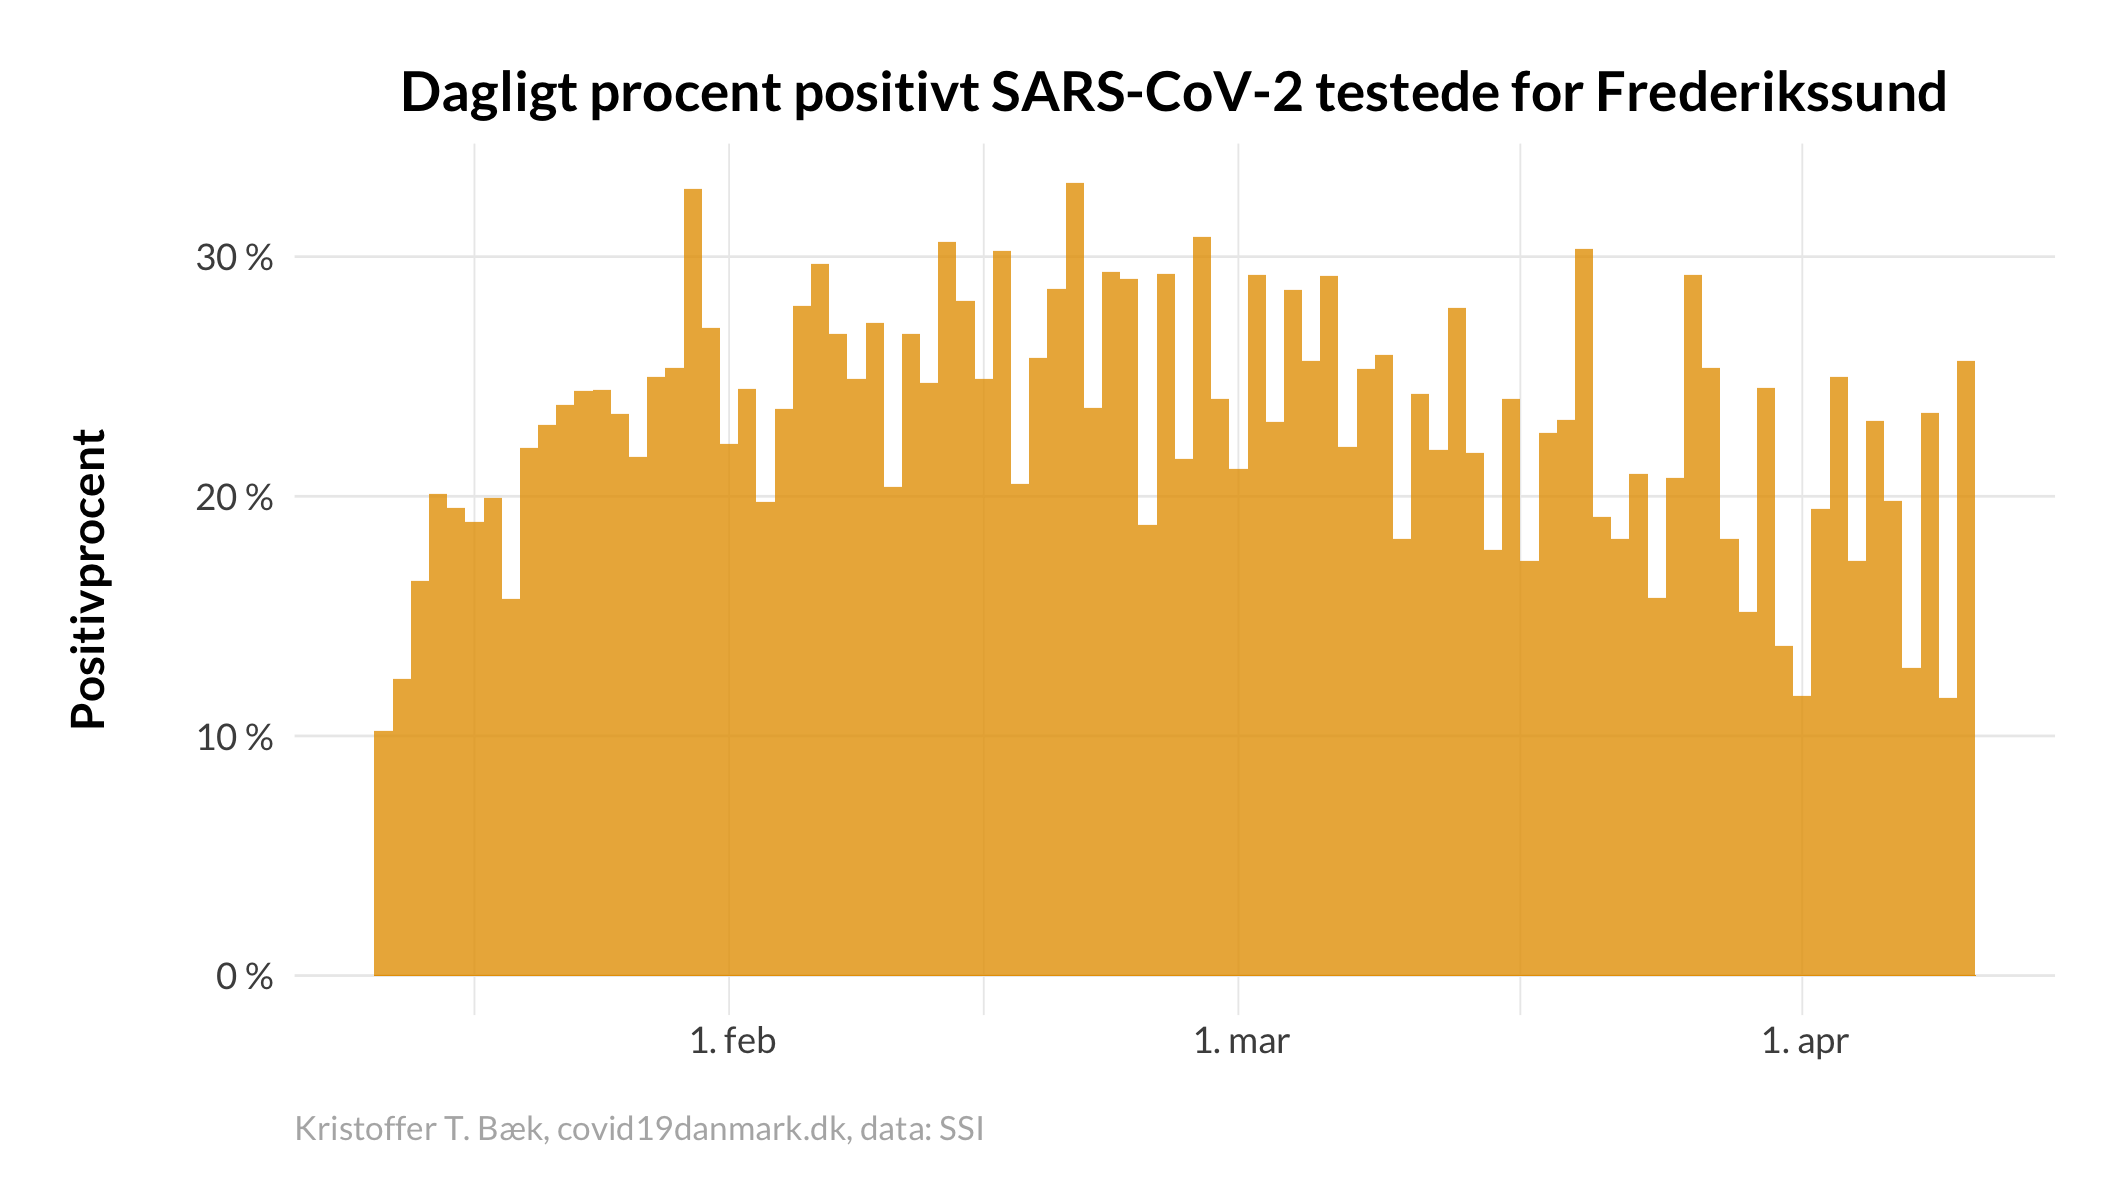 Dagligt procent positivt SARS-CoV-2 testede for Frederikssund
Positivprocent
30 %
20 %
10 %
0 %
1. feb
1. mar
1. apr
Kristoffer T. Bæk, covid19danmark.dk, data: SSI